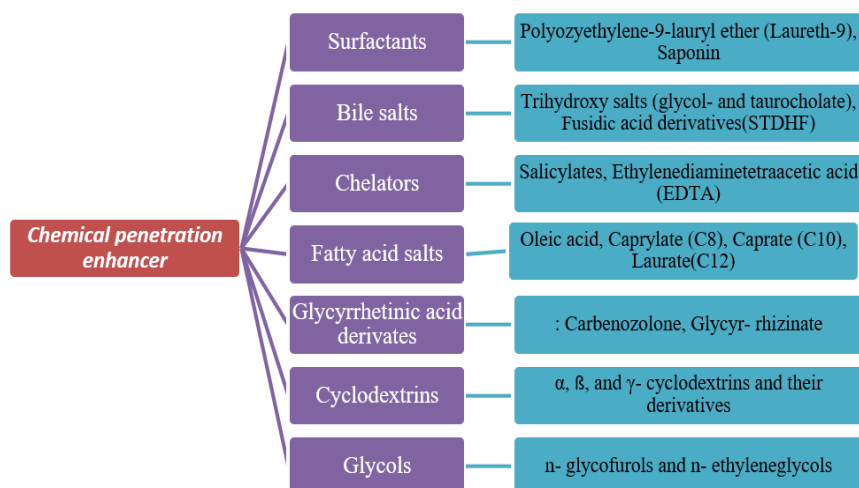 Chemical penetration
enhancer
Surfactants
Polyozyethylene-9-lauryl ether (Laureth-9),
Saponin
Bile salts
Trihydroxy salts (glycol- and taurocholate),
Fusidic acid derivatives(STDHF)
Chelators
Salicylates, Ethylenediaminetetraacetic acid
(EDTA)
Fatty acid salts
Oleic acid, Caprylate (C8), Caprate (C10),
Laurate(C12)
Glycyrrhetinic acid
derivates
: Carbenozolone, Glycyr- rhizinate
Cyclodextrins
α, ß, and γ- cyclodextrins and their
derivatives
Glycols
n- glycofurols and n- ethyleneglycols